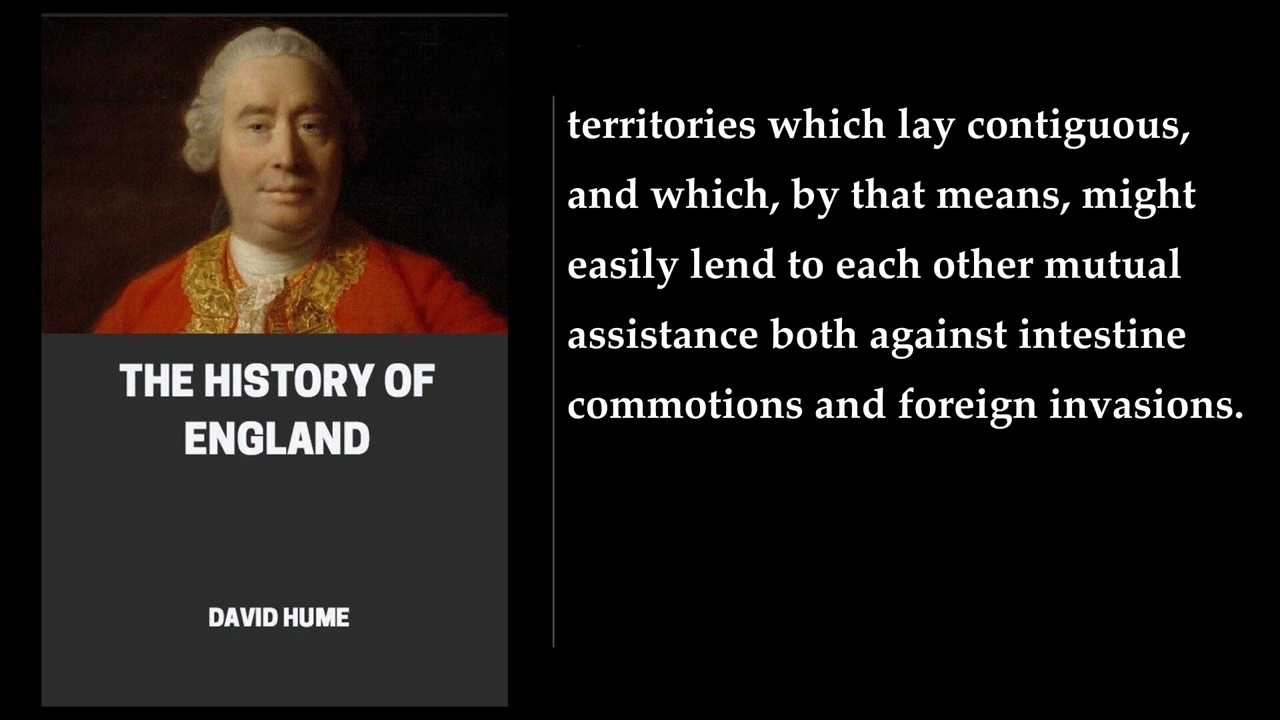 THE HISTORY OF
ENGLAND
DAVID HUME
territories which lay contiguous,
and which, by that means, might
easily lend to each other mutual
assistance both against intestine
commotions and foreign invasions.